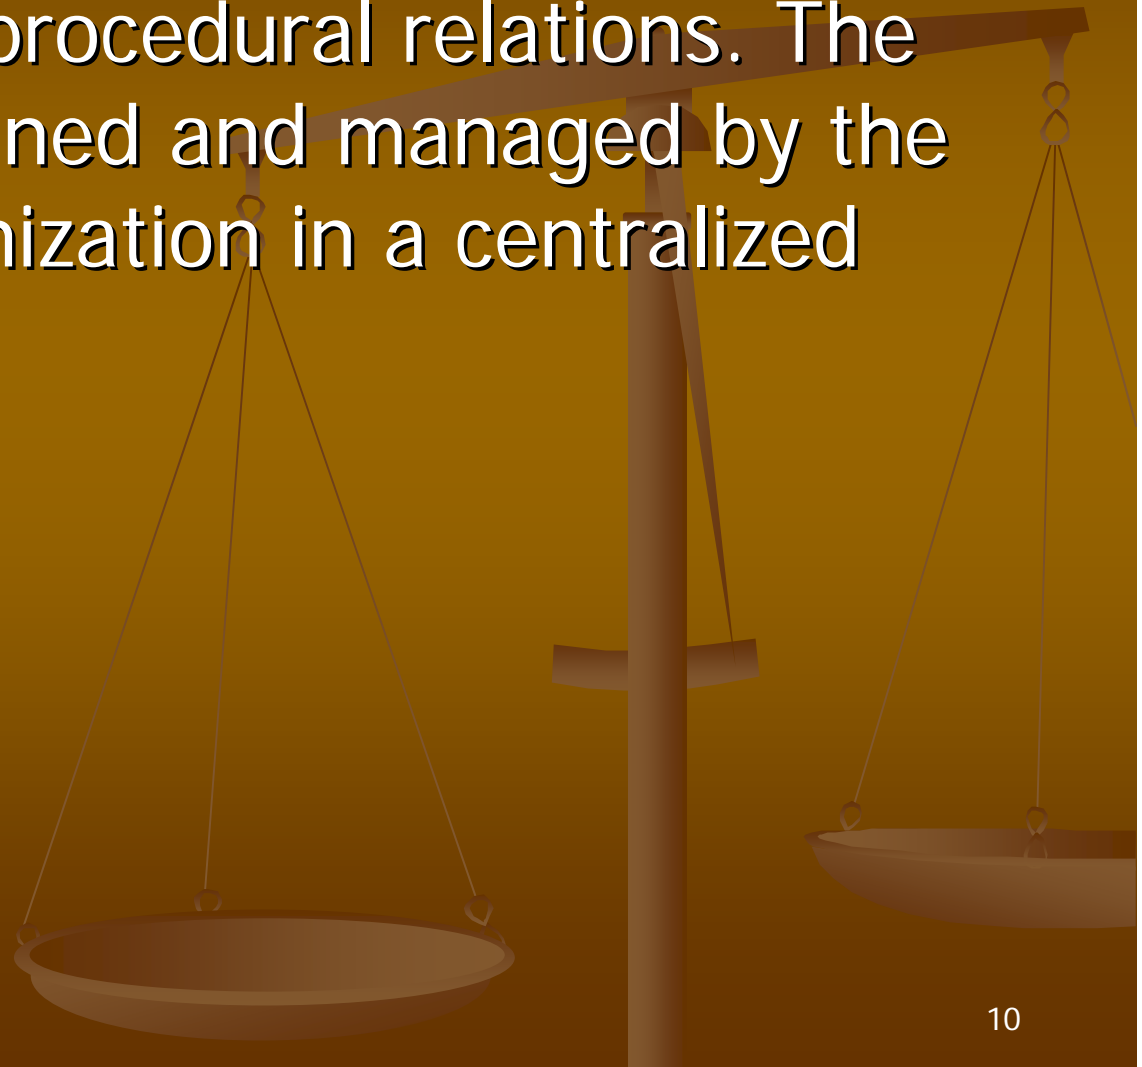 procedural relations. The
ned and managed by the
nization in a centralized
10